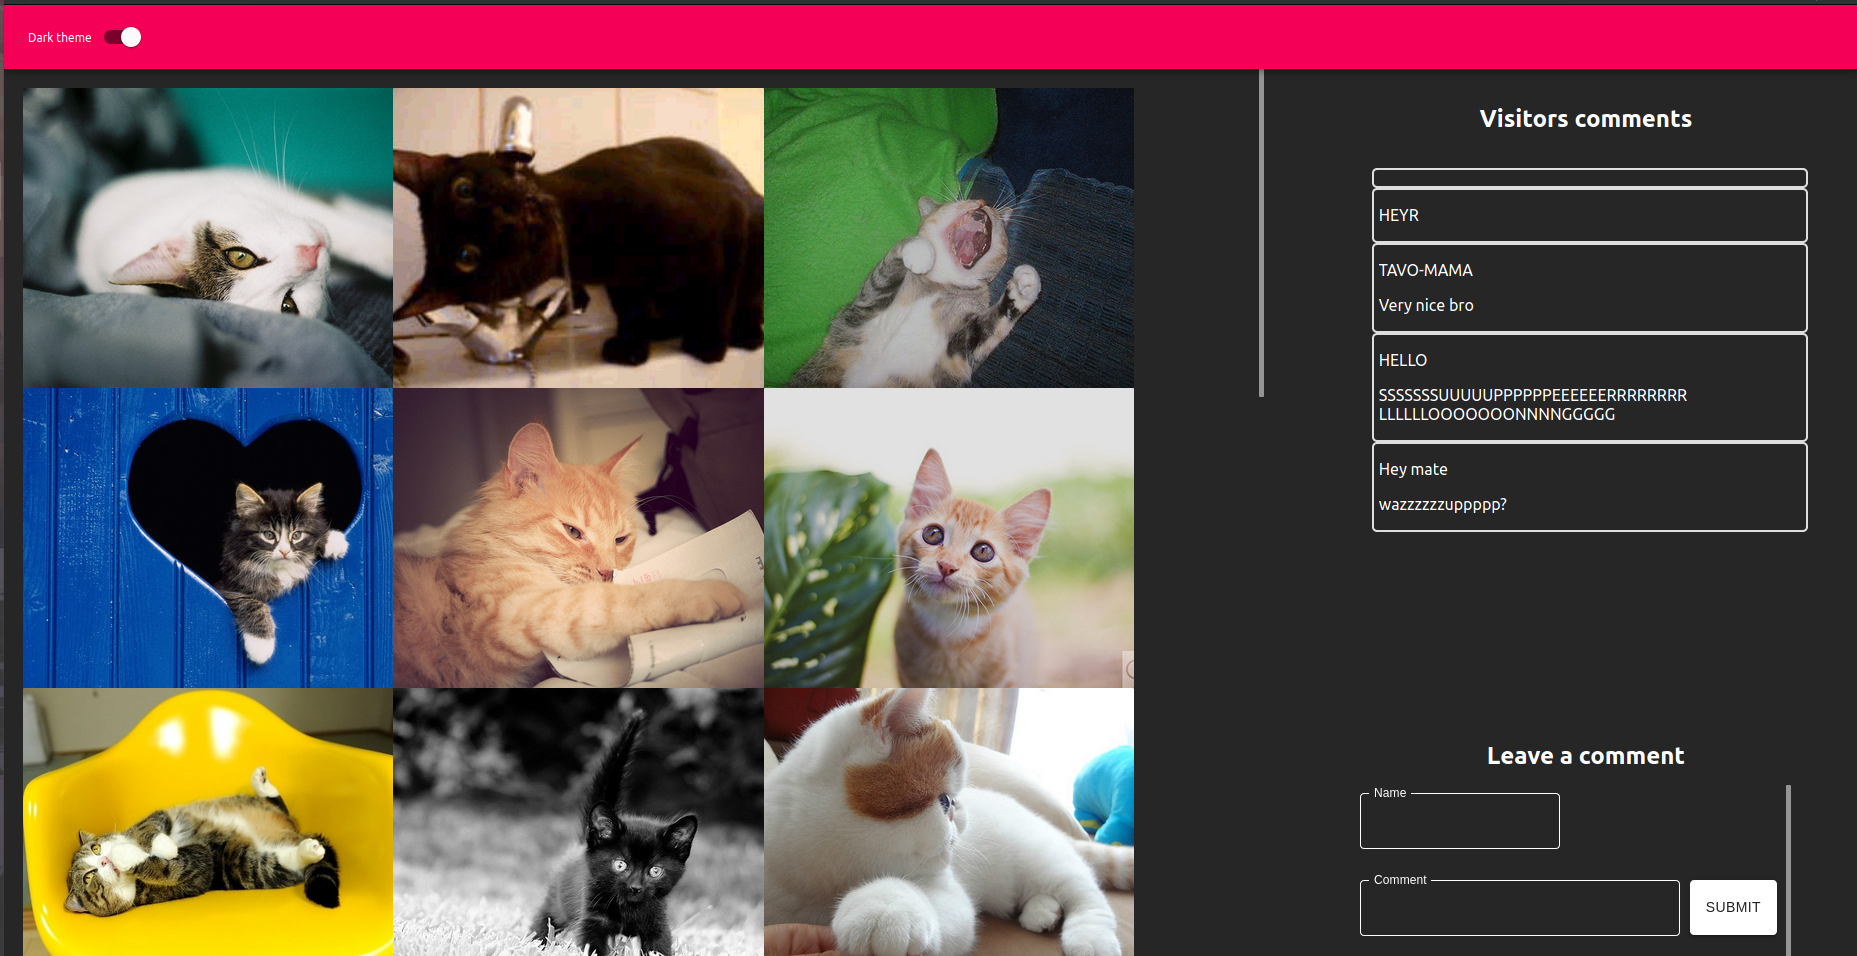 Dark theme
Visitors comments
HEYR
TAVO-MAMA
Very nice bro
HELLO
SSSSSSSUUUUUPPPPPPEEEEEERRRRRRRR
LLLLLLOOOOOOONNNNGGGGG
Hey mate
wazzzzzzuppppp?
Leave a comment
Name
Comment
SUBMIT